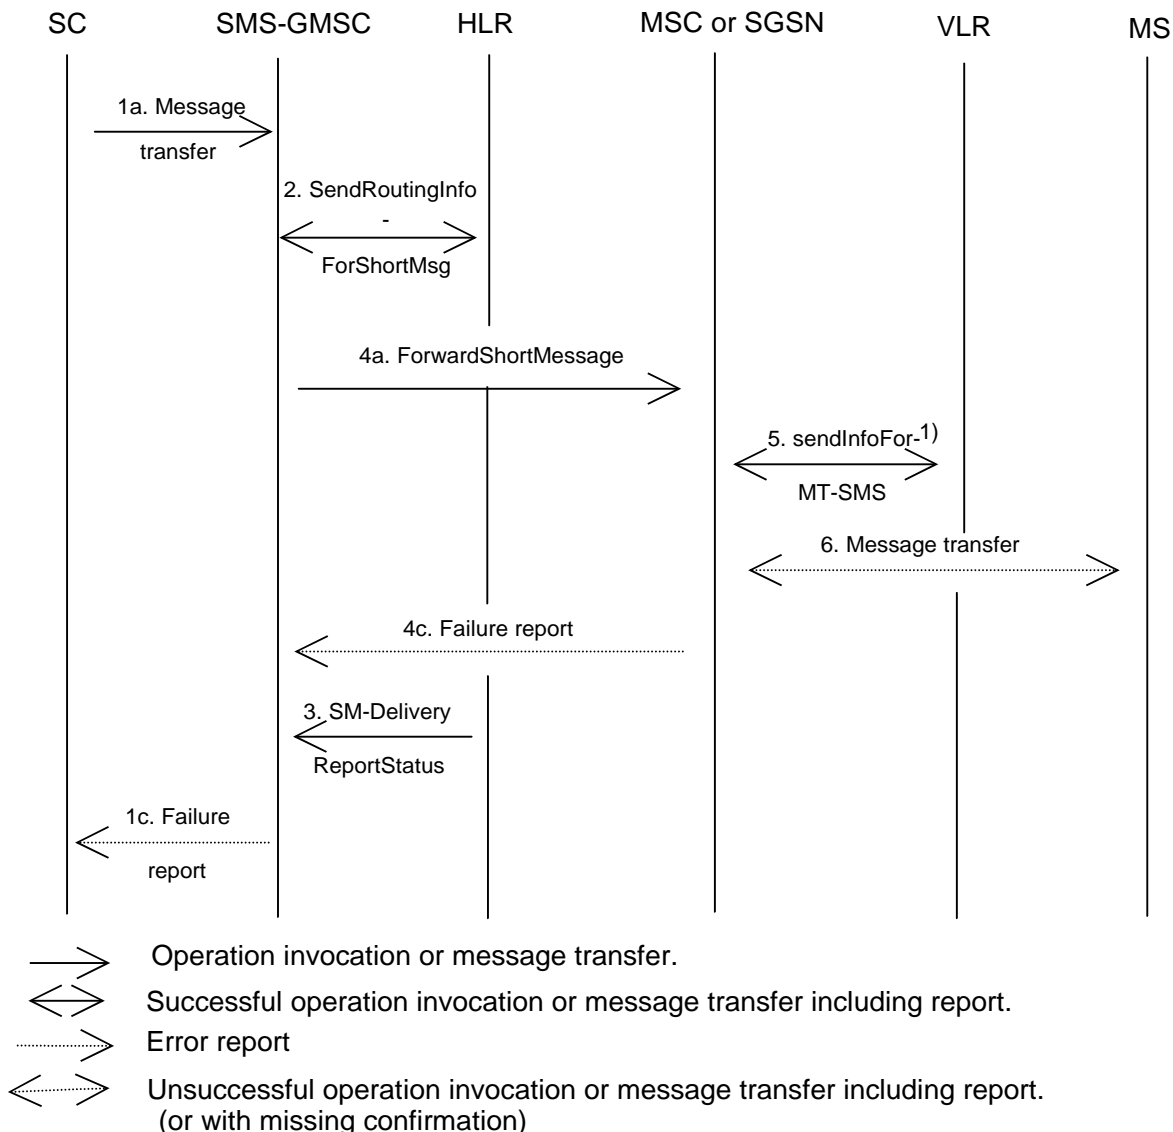 SC SMS-GMSC HLR MSC or SGSN VLR MS
1a. Message
transfer
2. SendRoutingInfo
-
ForShortMsg
4a. ForwardShortMessage
5. sendInfoFor-1)
MT-SMS
6. Message transfer
4c. Failure report
3. SM-Delivery
ReportStatus
1c. Failure
report
Operation invocation or message transfer.
Successful operation invocation or message transfer including report.
Error report
Unsuccessful operation invocation or message transfer including report.
(or with missing confirmation)